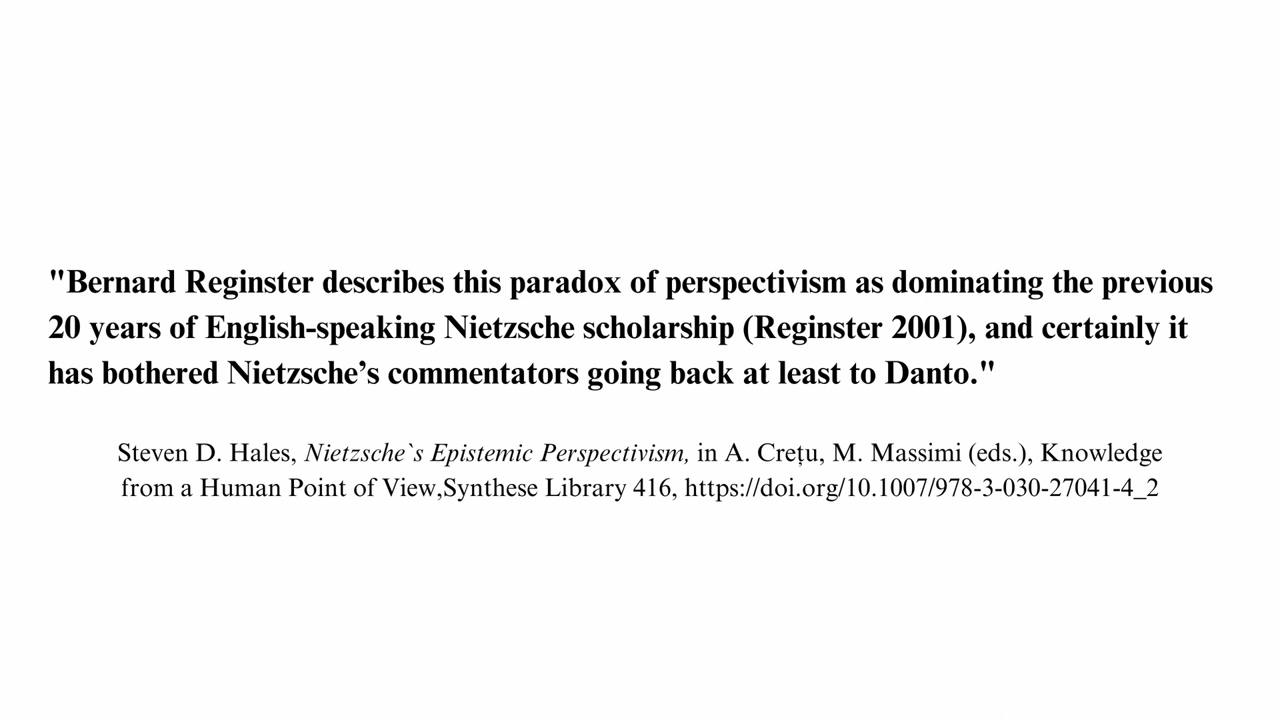 "Bernard Reginster describes this paradox of perspectivism as dominating the previous
20 years of English-speaking Nietzsche scholarship (Reginster 2001), and certainly it
has bothered Nietzsche’s commentators going back at least to Danto."
Steven D. Hales, Nietzsche`s Epistemic Perspectivism, in A. Crețu, M. Massimi (eds.), Knowledge
from a Human Point of View,Synthese Library 416, https://doi.org/10.1007/978-3-030-27041-4_2